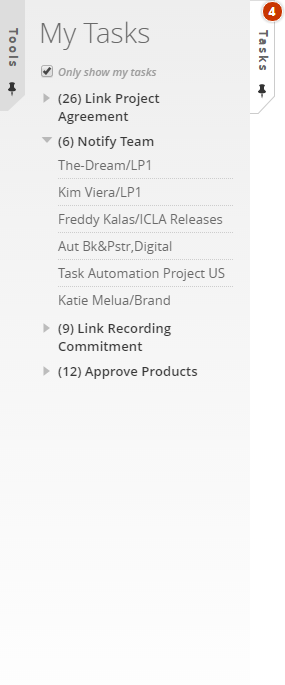 Tools
My Tasks
Only show my tasks
(26) Link Project
Agreement
(6) Notify Team
The-Dream/LP1
Kim Viera/LP1
Freddy Kalas/ICLA Releases
Aut Bk&Pstr,Digital
Task Automation Project US
Katie Melua/Brand
(9) Link Recording
Commitment
(12) Approve Products
4
Tasks